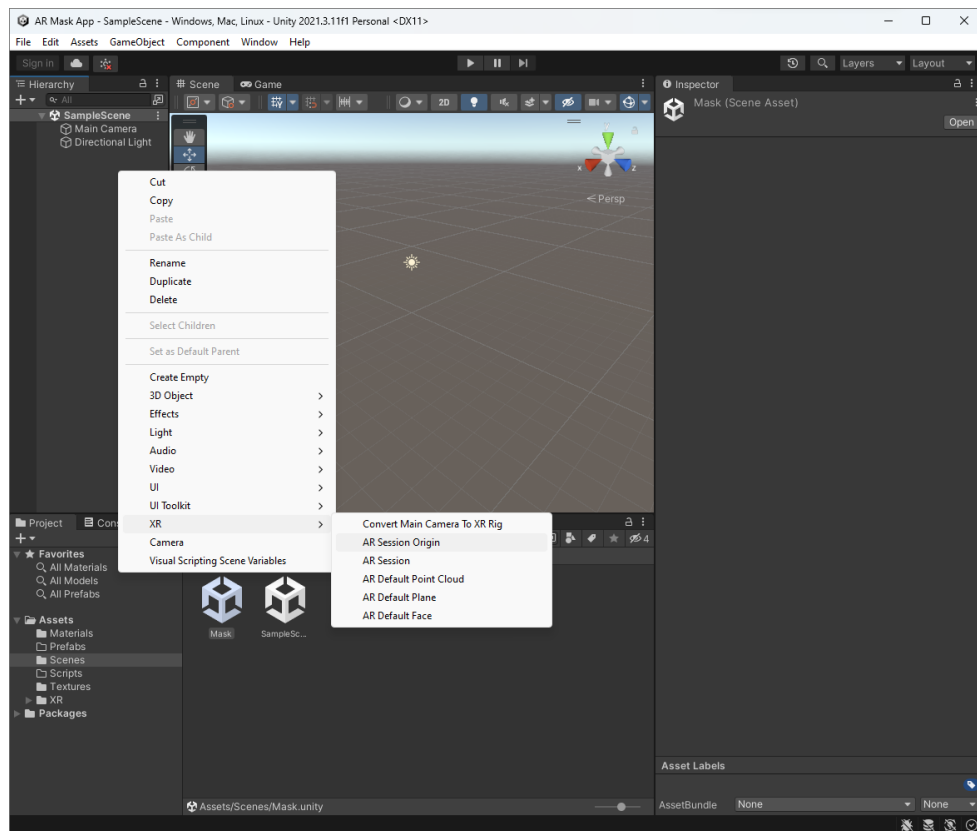 AR Mask App - SampleScene - Windows, Mac, Linux - Unity 2021.3.11f1 Personal <DX11>
File Edit Assets GameObject Component Window Help
Sign in
Layers
Layout
Hierarchy
All
SampleScene
Main Camera
Directional Light
Scene
Game
2D
x
z
Persp
Inspector
Mask (Scene Asset)
Open
Cut
Copy
Paste
Paste As Child
Rename
Duplicate
Delete
Select Children
Set as Default Parent
Create Empty
3D Object
Effects
Light
Audio
Video
UI
UI Toolkit
XR
Camera
Visual Scripting Scene Variables
Convert Main Camera To XR Rig
AR Session Origin
AR Session
AR Default Point Cloud
AR Default Plane
AR Default Face
Project
Con
4
Favorites
All Materials
All Models
All Prefabs
Assets
Materials
Prefabs
Scenes
Scripts
Textures
XR
Packages
Mask
SampleSc...
Assets/Scenes/Mask.unity
Asset Labels
AssetBundle
None
None